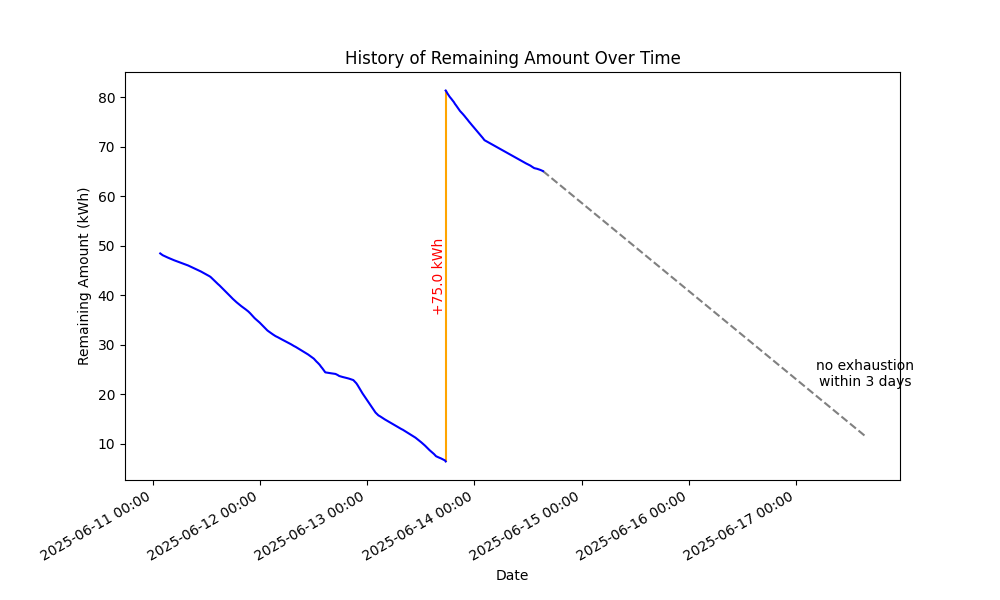 History of Remaining Amount Over Time
Remaining Amount (kWh)
80
70
60
50
40
30
20
10
+75.0 kWh
no exhaustion
within 3 days
2025-06-11 00:00
2025-06-12 00:00
2025-06-13 00:00
2025-06-14 00:00
2025-06-15 00:00
2025-06-16 00:00
2025-06-17 00:00
Date